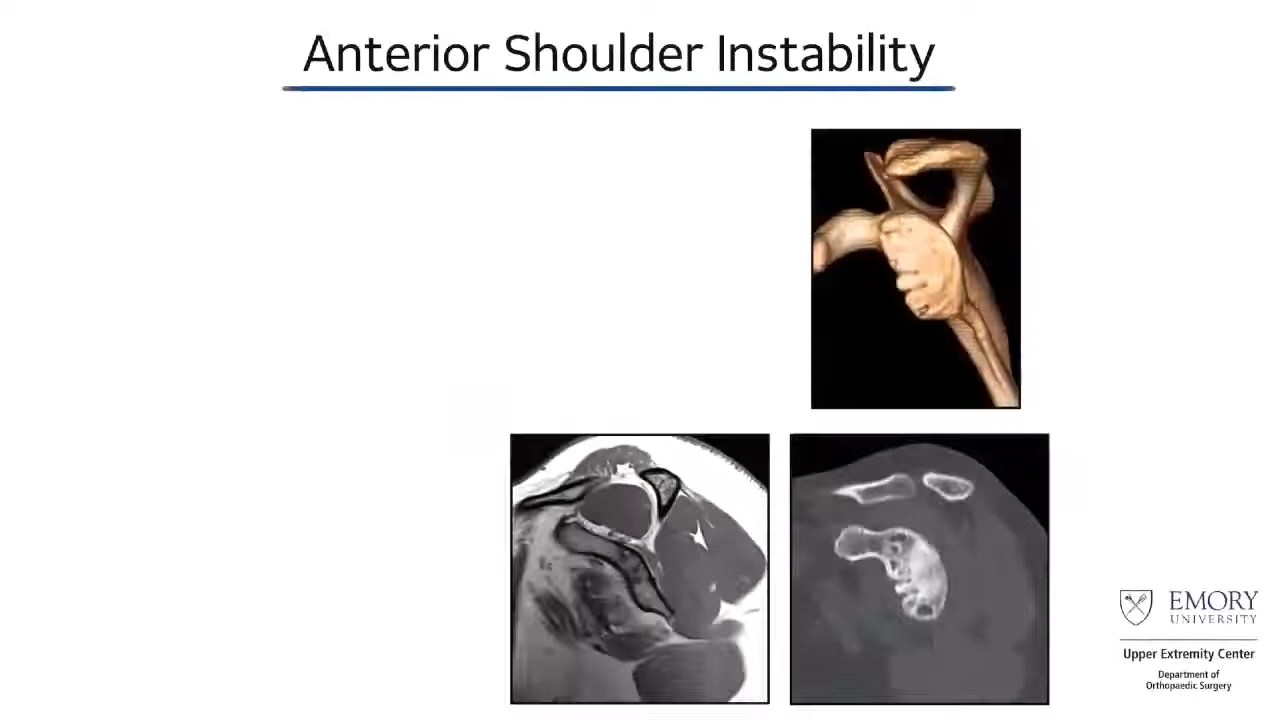 Anterior Shoulder Instability
EMORY
UNIVERSITY
Upper Extremity Center
Department of
Orthopaedic Surgery